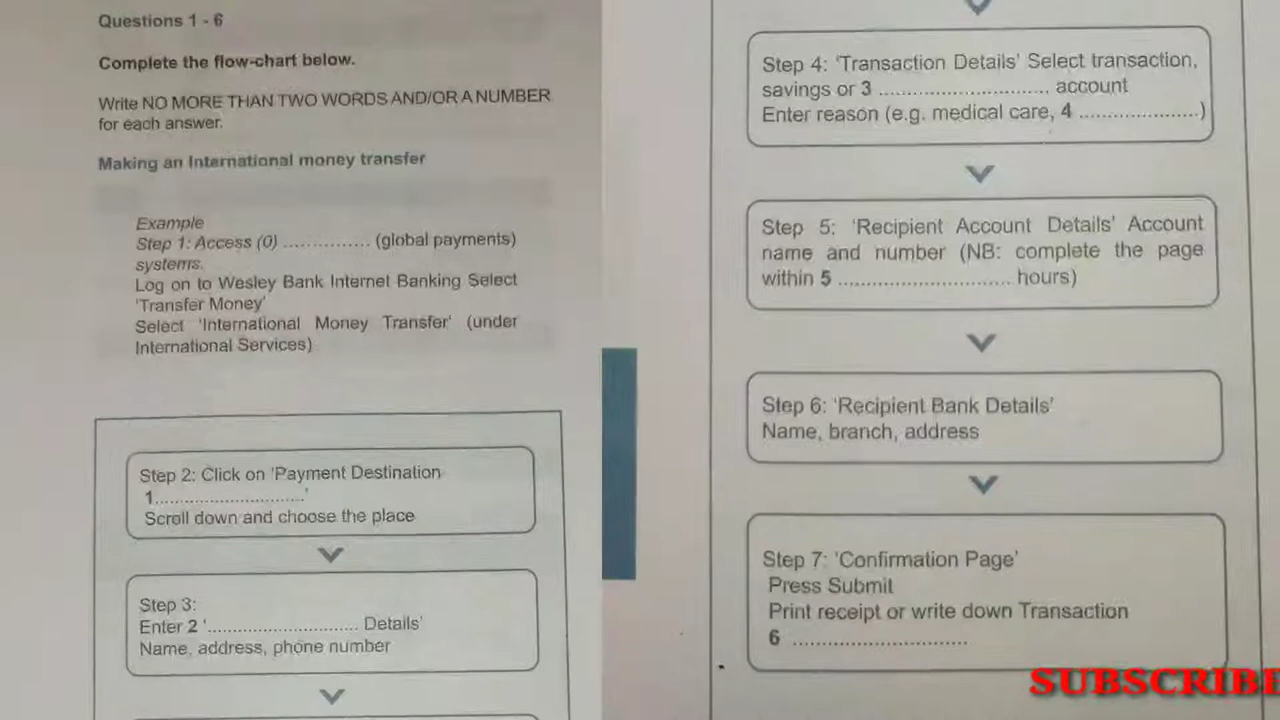 Questions 1 - 6
Complete the flow-chart below.
Write NO MORE THAN TWO WORDS AND/OR A NUMBER
for each answer.
Making an International money transfer
Example
Step 1: Access (0) ............... (global payments)
systems.
Log on to Wesley Bank Internet Banking Select
'Transfer Money'
Select 'International Money Transfer' (under
International Services)
Step 2: Click on 'Payment Destination
1............................'
Scroll down and choose the place
Step 3:
Enter 2 '............................ Details'
Name, address, phone number
Step 4: 'Transaction Details' Select transaction,
savings or 3 ............................ account
Enter reason (e.g. medical care, 4 ....................)
Step 5: 'Recipient Account Details' Account
name and number (NB: complete the page
within 5 ............................ hours)
Step 6: 'Recipient Bank Details'
Name, branch, address
Step 7: 'Confirmation Page'
Press Submit
Print receipt or write down Transaction
6 ............................
SUBSCRIBE